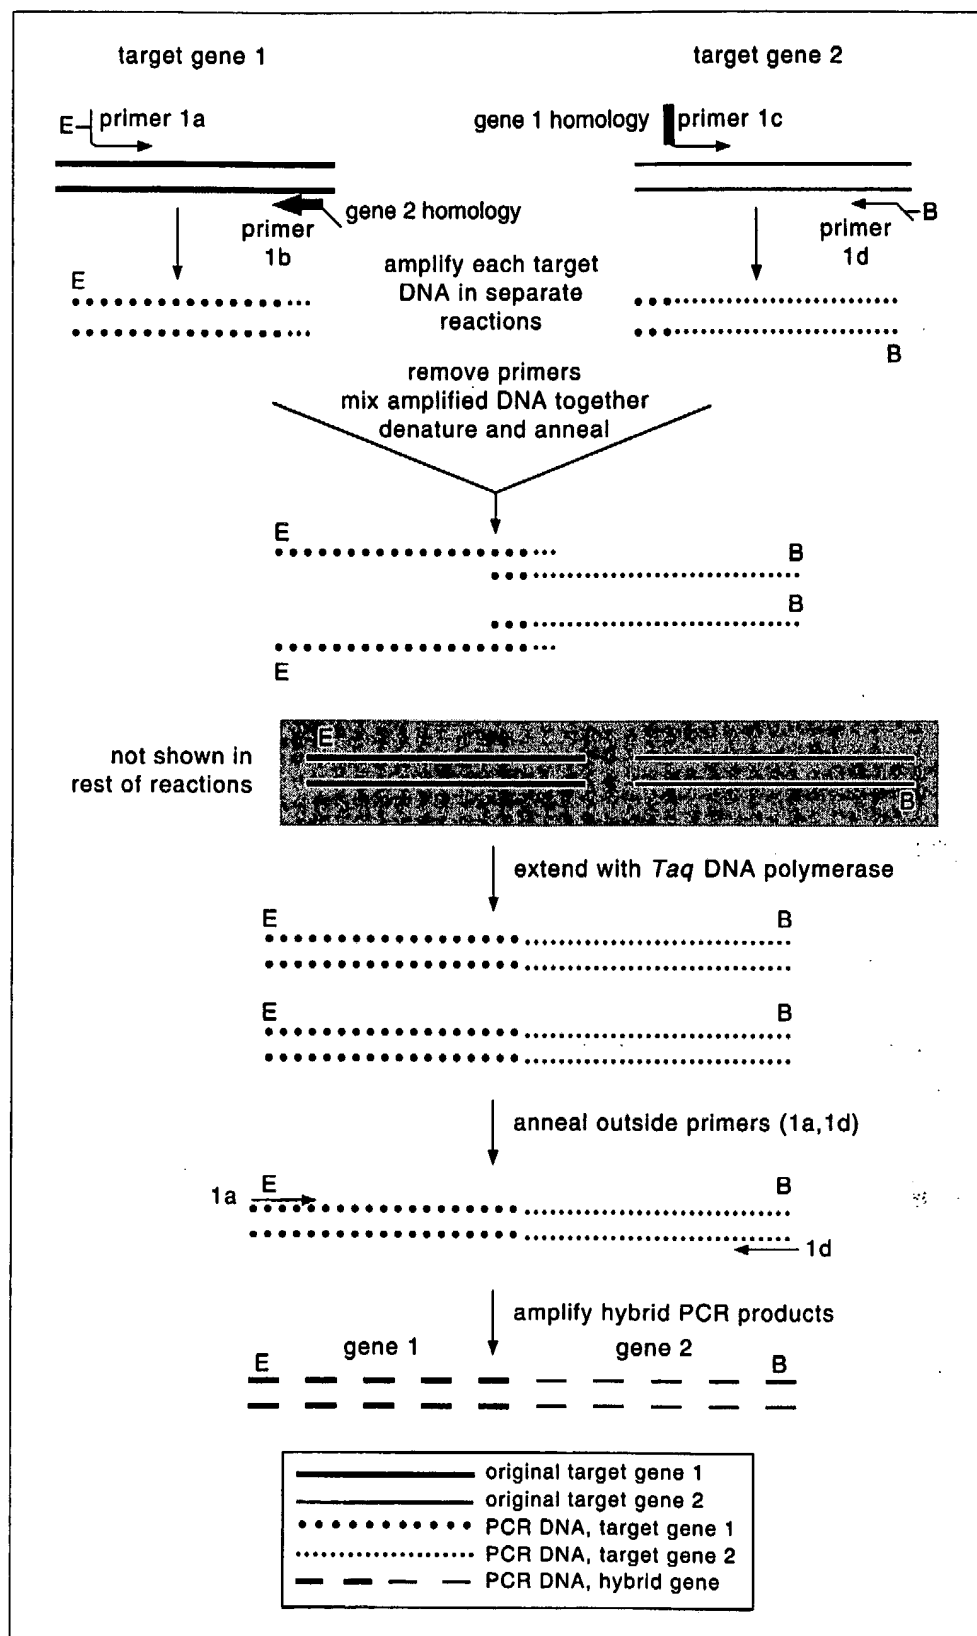 target gene 1
target gene 2
E
primer 1a
gene 1 homology
primer 1c
gene 2 homology
primer
1b
B
primer
1d
E
amplify each target
DNA in separate
reactions
B
remove primers
mix amplified DNA together
denature and anneal
E
B
B
E
not shown in
rest of reactions
E
B
extend with Taq DNA polymerase
E
B
E
B
anneal outside primers (1a,1d)
1a
E
B
1d
amplify hybrid PCR products
gene 1
gene 2
E
B
original target gene 1
original target gene 2
PCR DNA, target gene 1
PCR DNA, target gene 2
PCR DNA, hybrid gene